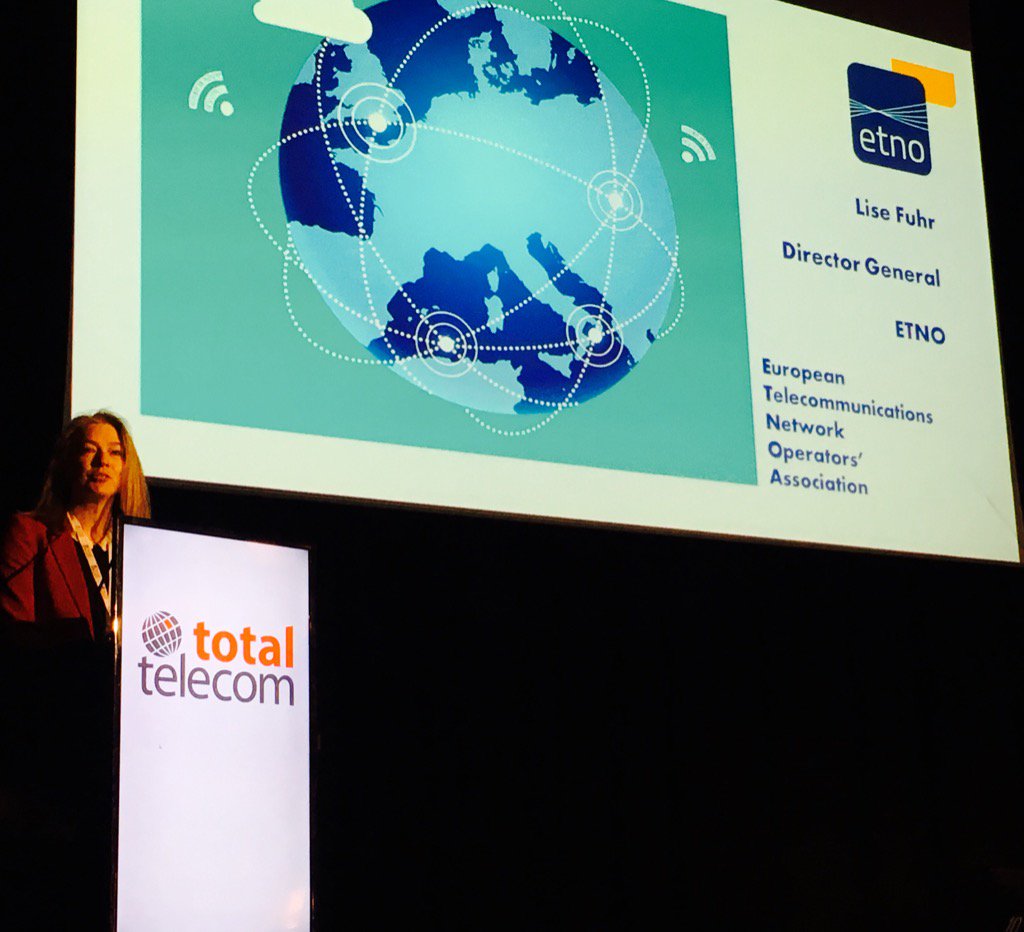 etno
Lise Fuhr
Director General
ETNO
European
Telecommunications
Network
Operators'
Association
total
telecom